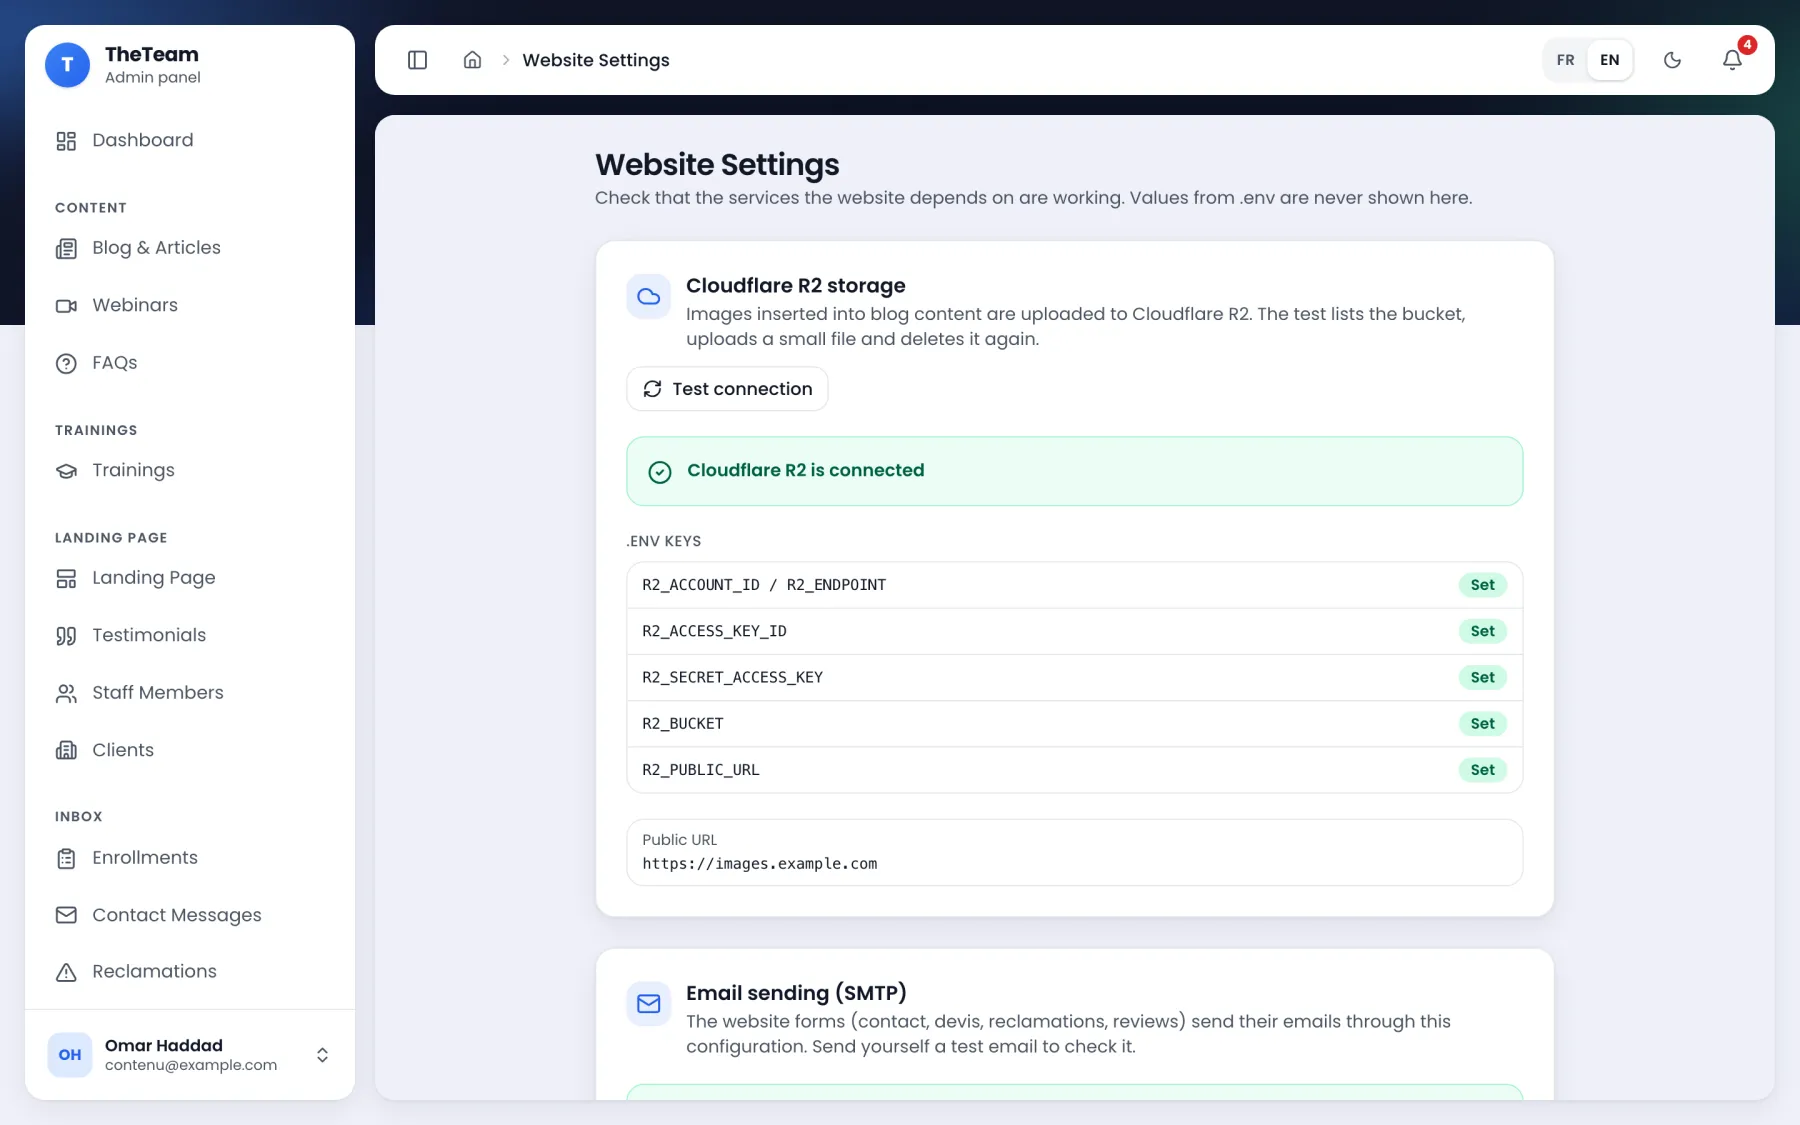 T
TheTeam
Admin panel
Dashboard
CONTENT
Blog & Articles
Webinars
FAQs
TRAININGS
Trainings
LANDING PAGE
Landing Page
Testimonials
Staff Members
Clients
INBOX
Enrollments
Contact Messages
Reclamations
OH
Omar Haddad
contenu@example.com
Website Settings
FR
EN
4
Website Settings
Check that the services the website depends on are working. Values from .env are never shown here.
Cloudflare R2 storage
Images inserted into blog content are uploaded to Cloudflare R2. The test lists the bucket,
uploads a small file and deletes it again.
Test connection
Cloudflare R2 is connected
.ENV KEYS
R2_ACCOUNT_ID / R2_ENDPOINT
Set
R2_ACCESS_KEY_ID
Set
R2_SECRET_ACCESS_KEY
Set
R2_BUCKET
Set
R2_PUBLIC_URL
Set
Public URL
https://images.example.com
Email sending (SMTP)
The website forms (contact, devis, reclamations, reviews) send their emails through this
configuration. Send yourself a test email to check it.